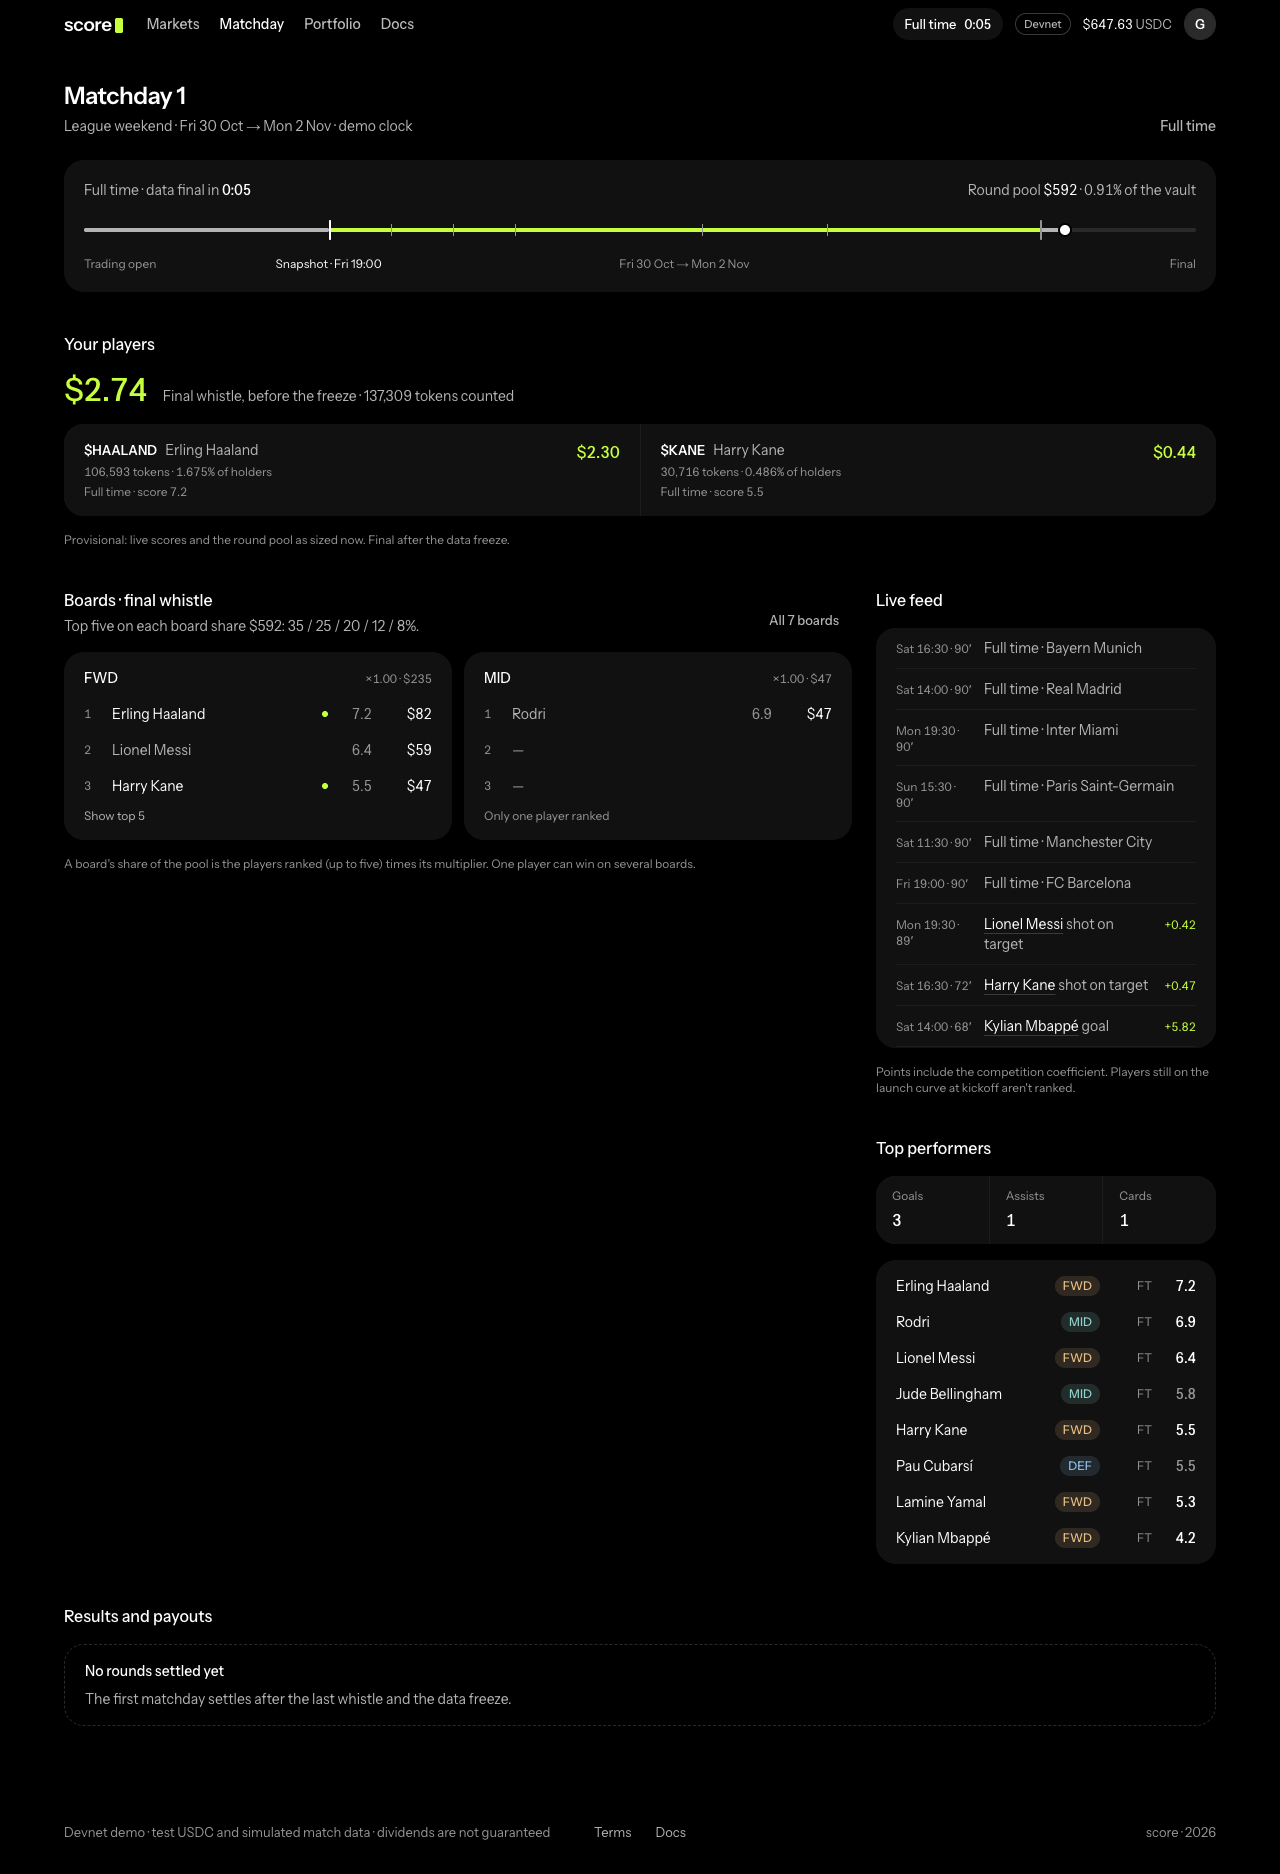 score Markets Matchday Portfolio Docs Full time 0:05 Devnet $647.63 USDC G
Matchday 1
League weekend · Fri 30 Oct → Mon 2 Nov · demo clock Full time
Full time · data final in 0:05 Round pool $592 · 0.91% of the vault
Trading open Snapshot · Fri 19:00 Fri 30 Oct → Mon 2 Nov Final
Your players
$2.74 Final whistle, before the freeze · 137,309 tokens counted
$HAALAND Erling Haaland $2.30
106,593 tokens · 1.675% of holders
Full time · score 7.2
$KANE Harry Kane $0.44
30,716 tokens · 0.486% of holders
Full time · score 5.5
Provisional: live scores and the round pool as sized now. Final after the data freeze.
Boards · final whistle
Top five on each board share $592: 35 / 25 / 20 / 12 / 8%. All 7 boards
FWD ×1.00 · $235
1 Erling Haaland 7.2 $82
2 Lionel Messi 6.4 $59
3 Harry Kane 5.5 $47
Show top 5
MID ×1.00 · $47
1 Rodri 6.9 $47
2 —
3 —
Only one player ranked
A board's share of the pool is the players ranked (up to five) times its multiplier. One player can win on several boards.
Live feed
Sat 16:30 · 90′ Full time · Bayern Munich
Sat 14:00 · 90′ Full time · Real Madrid
Mon 19:30 · Full time · Inter Miami
90′
Sun 15:30 · Full time · Paris Saint-Germain
90′
Sat 11:30 · 90′ Full time · Manchester City
Fri 19:00 · 90′ Full time · FC Barcelona
Mon 19:30 · Lionel Messi shot on +0.42
89′ target
Sat 16:30 · 72′ Harry Kane shot on target +0.47
Sat 14:00 · 68′ Kylian Mbappé goal +5.82
Points include the competition coefficient. Players still on the
launch curve at kickoff aren't ranked.
Top performers
Goals Assists Cards
3 1 1
Erling Haaland FWD FT 7.2
Rodri MID FT 6.9
Lionel Messi FWD FT 6.4
Jude Bellingham MID FT 5.8
Harry Kane FWD FT 5.5
Pau Cubarsí DEF FT 5.5
Lamine Yamal FWD FT 5.3
Kylian Mbappé FWD FT 4.2
Results and payouts
No rounds settled yet
The first matchday settles after the last whistle and the data freeze.
Devnet demo · test USDC and simulated match data · dividends are not guaranteed Terms Docs score · 2026